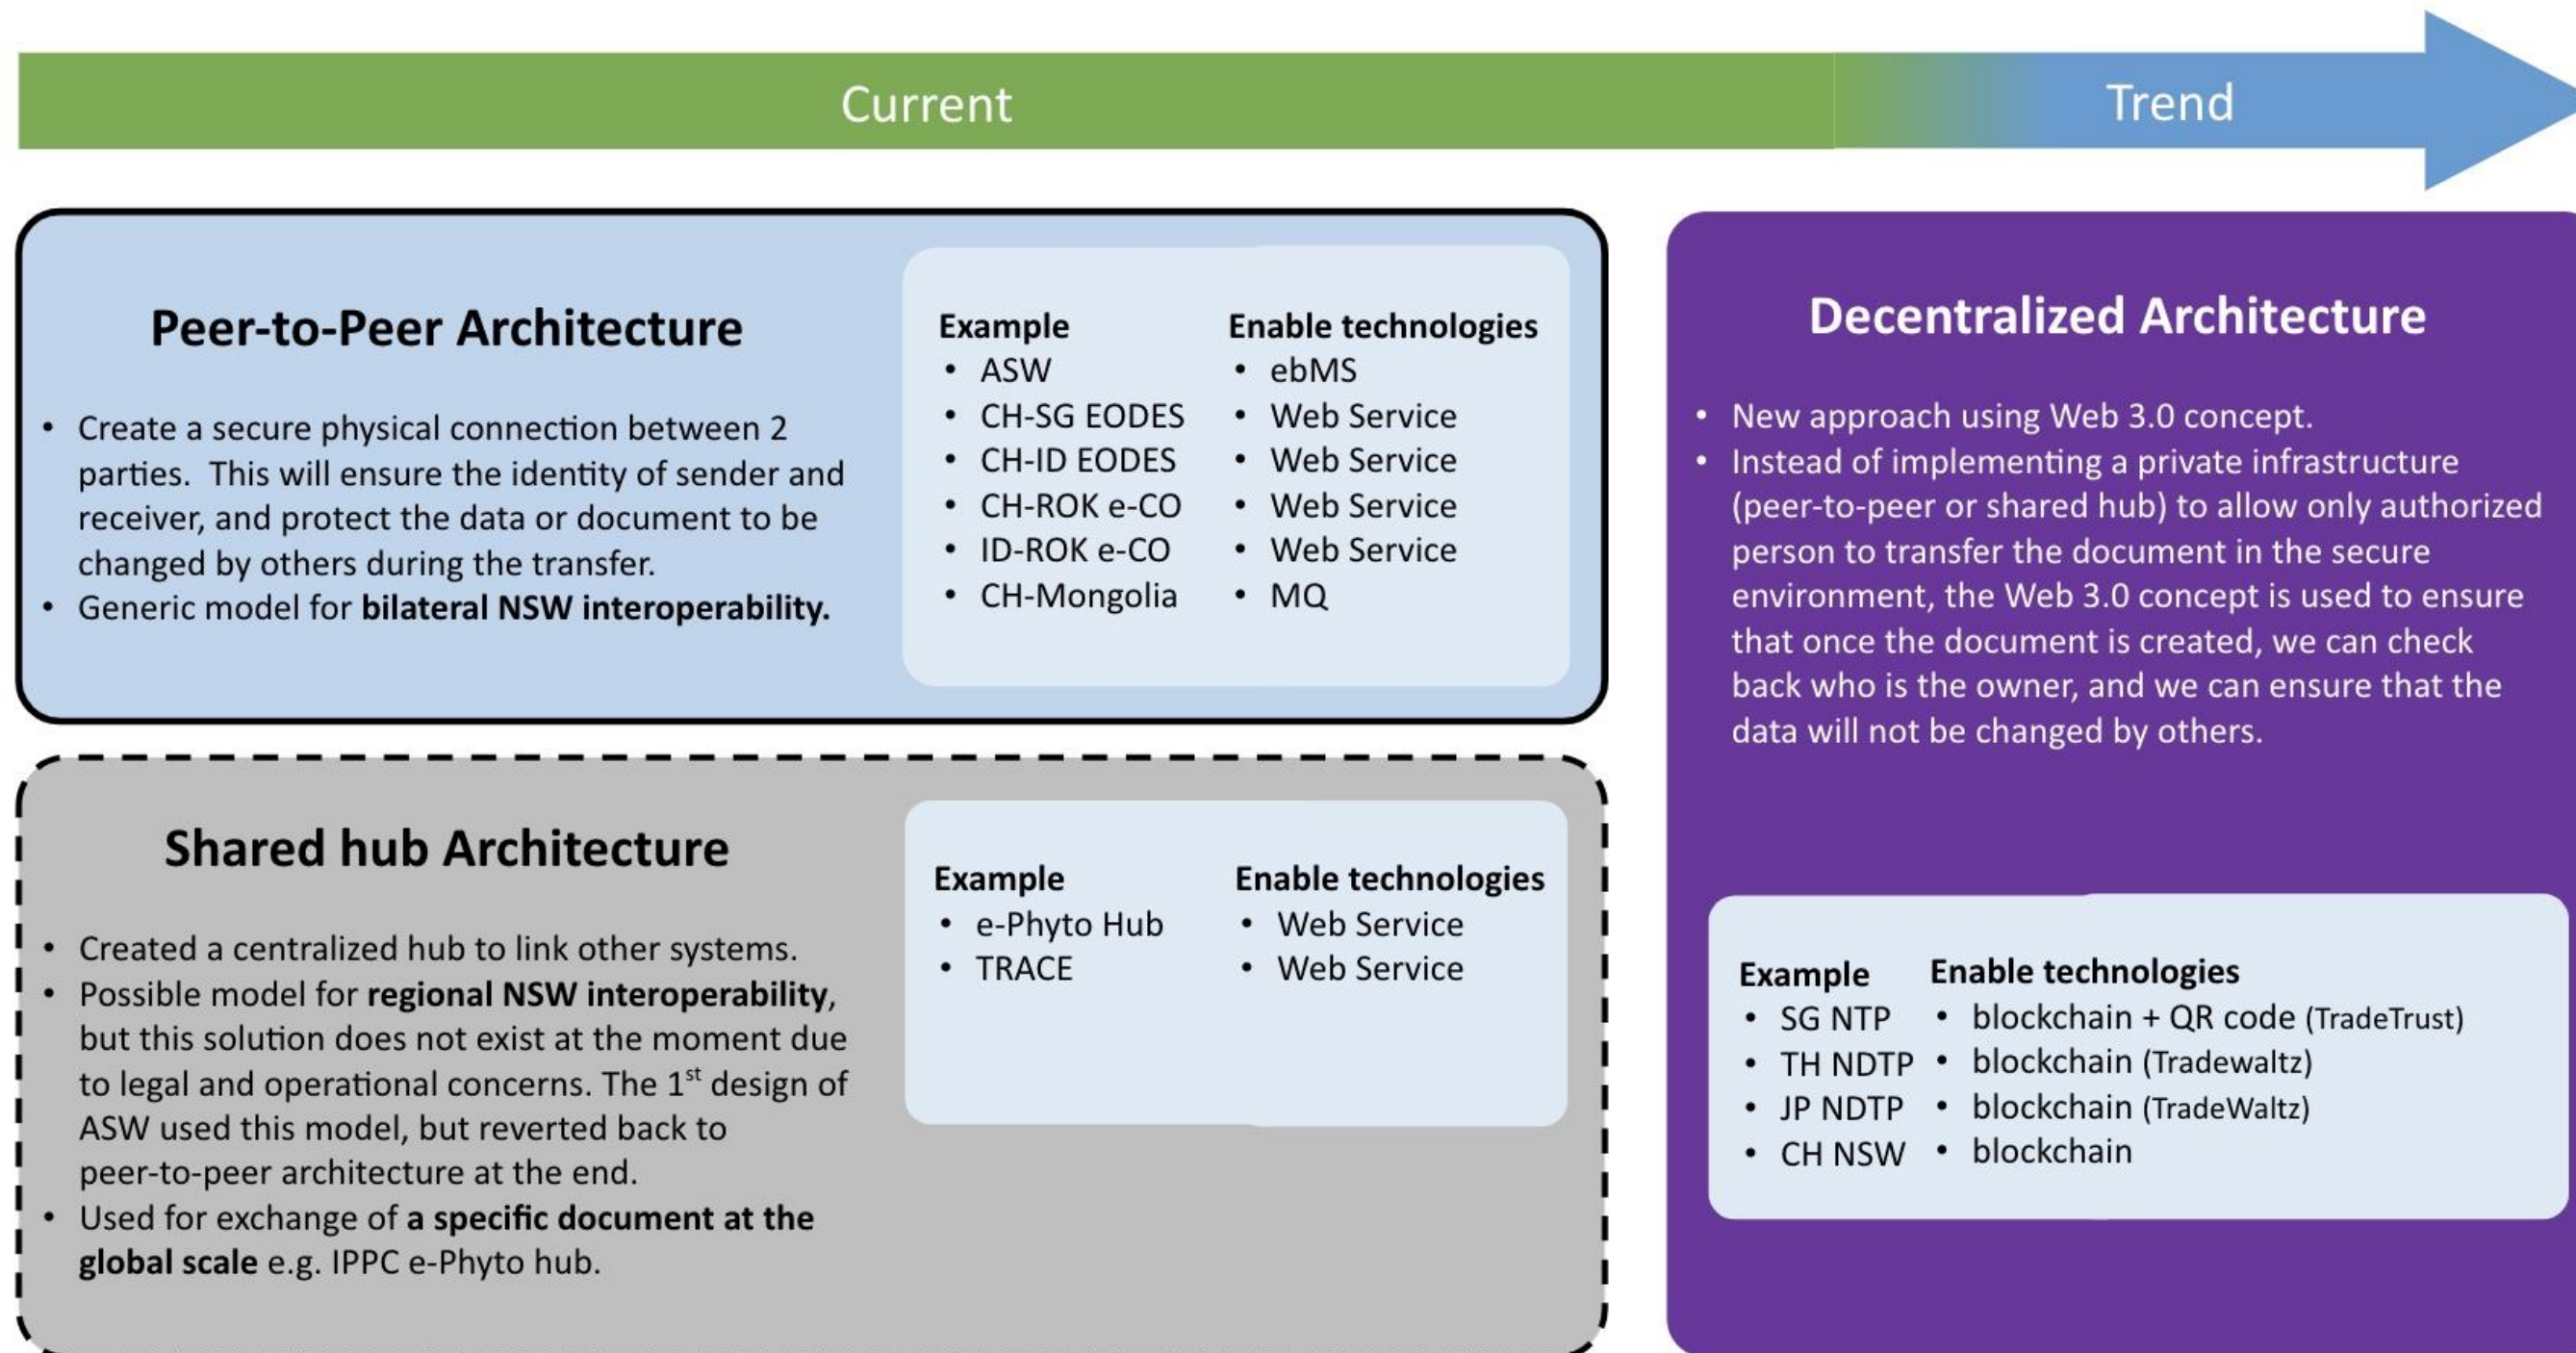 Current
Trend
Peer-to-Peer Architecture
• Create a secure physical connection between 2
parties. This will ensure the identity of sender and
receiver, and protect the data or document to be
changed by others during the transfer.
• Generic model for bilateral NSW interoperability.
Example Enable technologies
• ASW • ebMS
• CH-SG EODES • Web Service
• CH-ID EODES • Web Service
• CH-ROK e-CO • Web Service
• ID-ROK e-CO • Web Service
• CH-Mongolia • MQ
Shared hub Architecture
• Created a centralized hub to link other systems.
• Possible model for regional NSW interoperability,
but this solution does not exist at the moment due
to legal and operational concerns. The 1st design of
ASW used this model, but reverted back to
peer-to-peer architecture at the end.
• Used for exchange of a specific document at the
global scale e.g. IPPC e-Phyto hub.
Example Enable technologies
• e-Phyto Hub • Web Service
• TRACE • Web Service
Decentralized Architecture
• New approach using Web 3.0 concept.
• Instead of implementing a private infrastructure
(peer-to-peer or shared hub) to allow only authorized
person to transfer the document in the secure
environment, the Web 3.0 concept is used to ensure
that once the document is created, we can check
back who is the owner, and we can ensure that the
data will not be changed by others.
Example Enable technologies
• SG NTP • blockchain + QR code (TradeTrust)
• TH NDTP • blockchain (Tradewaltz)
• JP NDTP • blockchain (TradeWaltz)
• CH NSW • blockchain